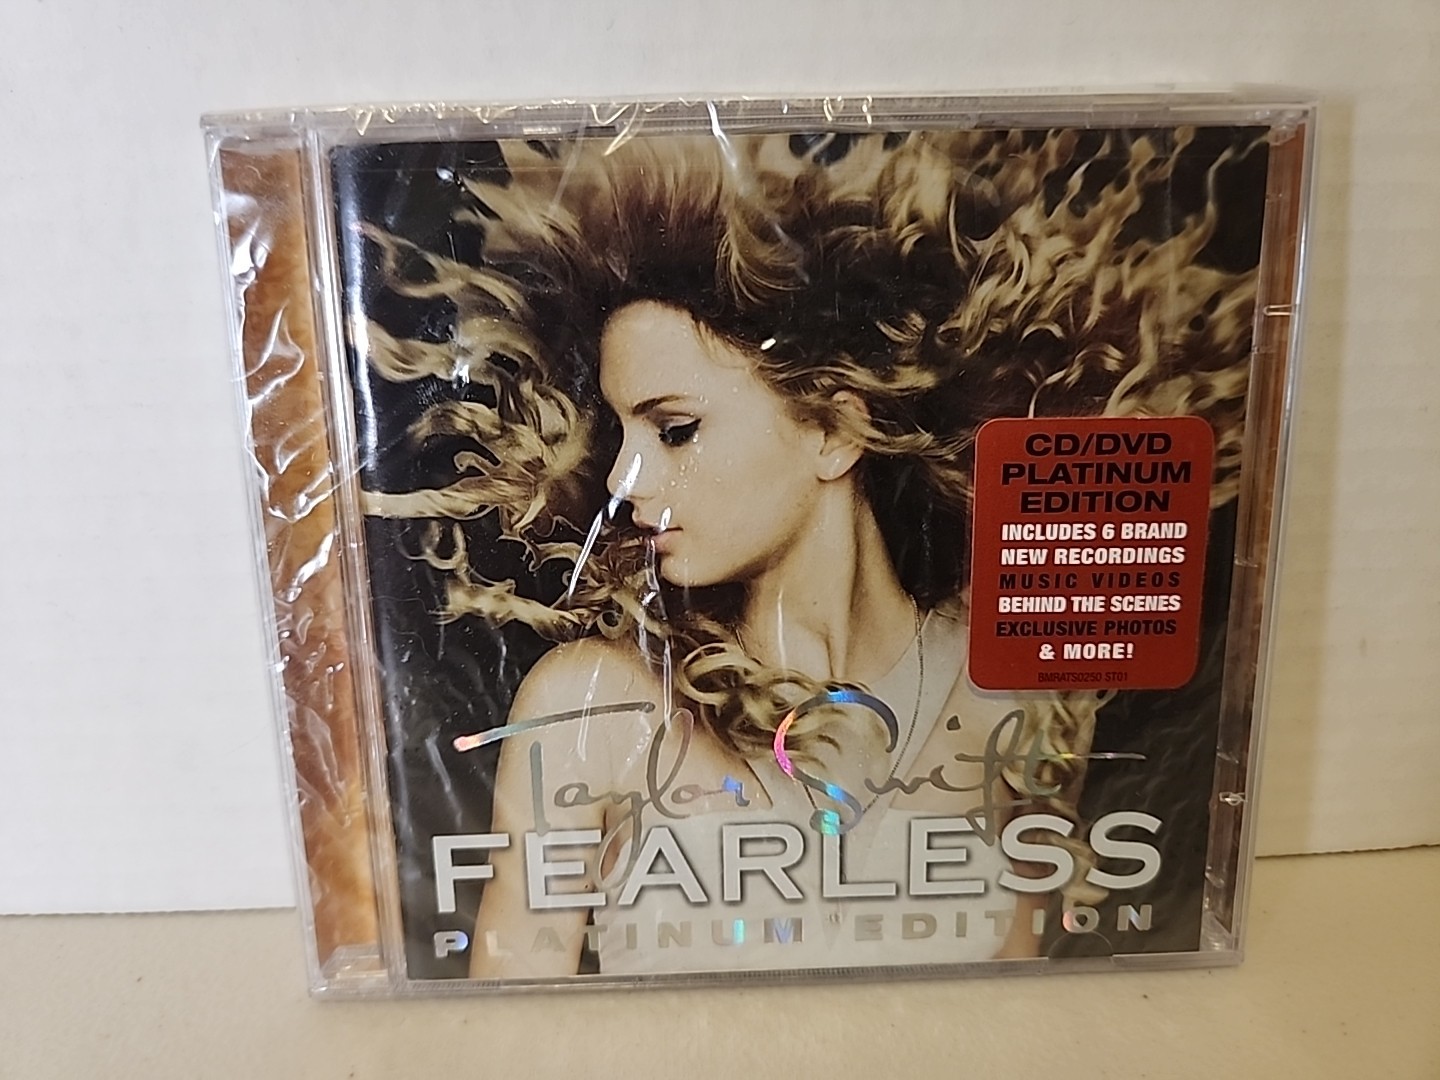 CD/DVD
PLATINUM
EDITION
INCLUDES 6 BRAND
NEW RECORDINGS
MUSIC VIDEOS
BEHIND THE SCENES
EXCLUSIVE PHOTOS
& MORE!
BMRATS0250 ST01
Taylor Swift
FEARLESS
PLATINUM EDITION